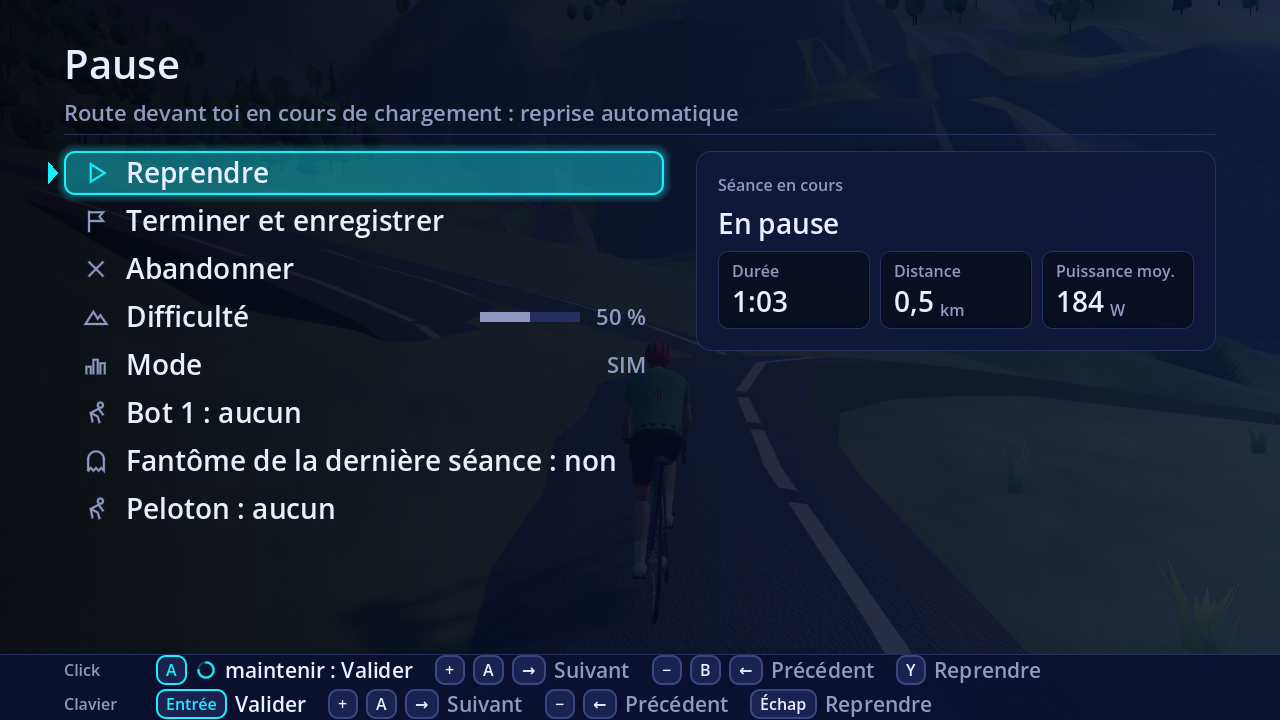 Pause
Route devant toi en cours de chargement : reprise automatique
Reprendre
Terminer et enregistrer
Abandonner
Difficulté 50 %
Mode SIM
Bot 1 : aucun
Fantôme de la dernière séance : non
Peloton : aucun
Séance en cours
En pause
Durée Distance Puissance moy.
1:03 0,5 km 184 W
Click A maintenir : Valider + A → Suivant − B ← Précédent Y Reprendre
Clavier Entrée Valider + A → Suivant − ← Précédent Échap Reprendre